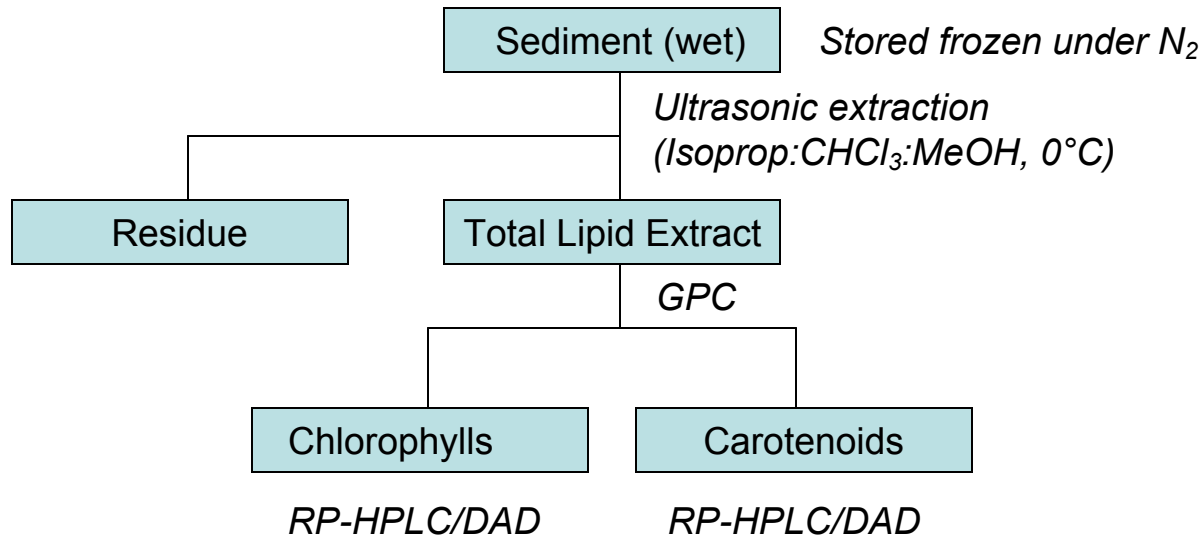 Sediment (wet)
Stored frozen under N₂
Ultrasonic extraction
(Isoprop:CHCl₃:MeOH, 0°C)
Residue
Total Lipid Extract
GPC
Chlorophylls
Carotenoids
RP-HPLC/DAD
RP-HPLC/DAD